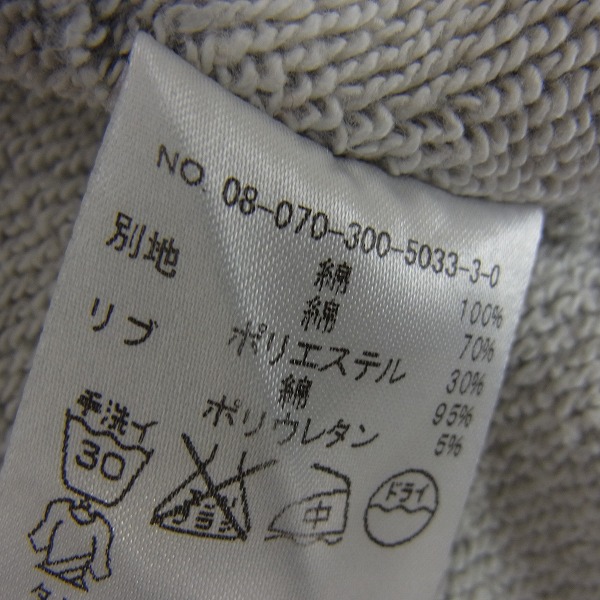 NO. 08-070-300-5033-3-0
綿 100%
別地 綿 70%
ポリエステル 30%
リブ 綿 95%
ポリウレタン 5%
手洗イ
30
中
ドライ